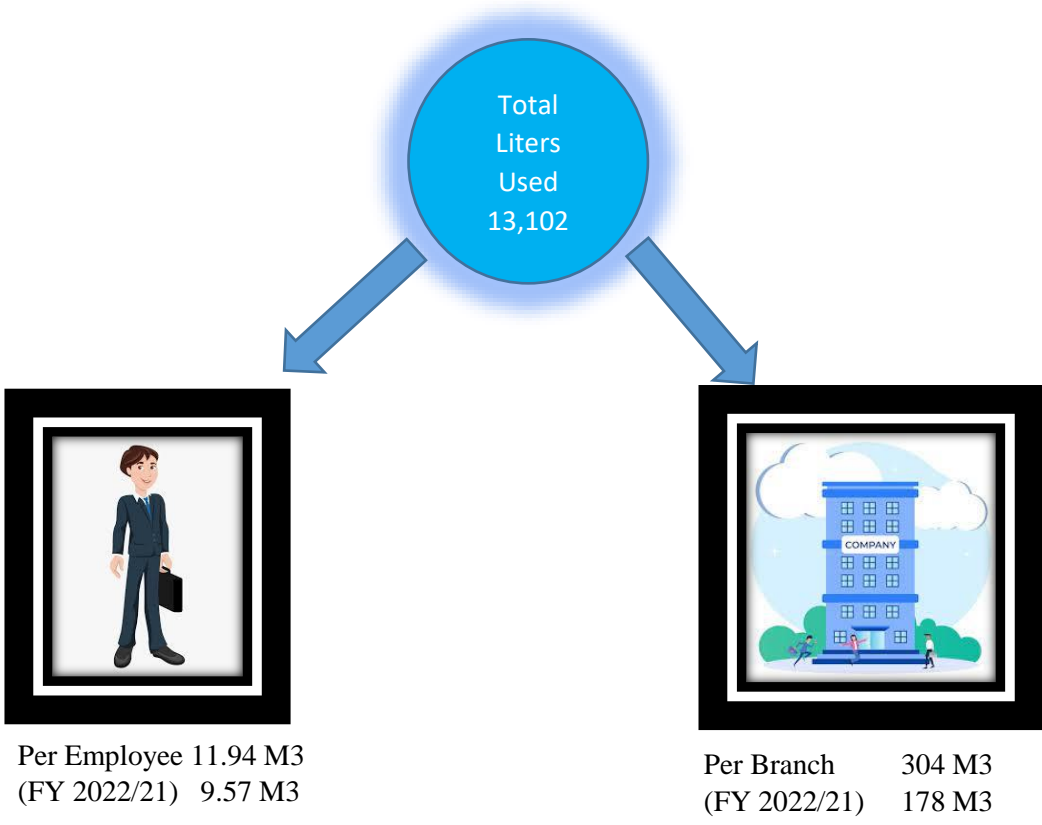 Total
Liters
Used
13,102
COMPANY
Per Employee 11.94 M3
(FY 2022/21) 9.57 M3
Per Branch 304 M3
(FY 2022/21) 178 M3